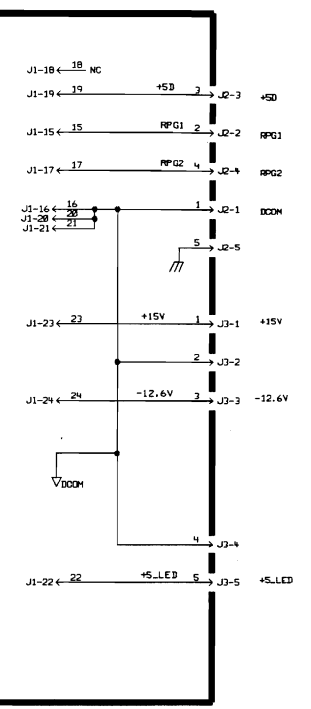 J1-18 18 NC
J1-19 19 +5D 3 J2-3 +5D
J1-15 15 RPG1 2 J2-2 RPG1
J1-17 17 RPG2 4 J2-4 RPG2
J1-16 16 1 J2-1 DCOM
J1-20 20
J1-21 21
5 J2-5
J1-23 23 +15V 1 J3-1 +15V
2 J3-2
J1-24 24 -12.6V 3 J3-3 -12.6V
DCOM
4 J3-4
J1-22 22 +5_LED 5 J3-5 +5_LED